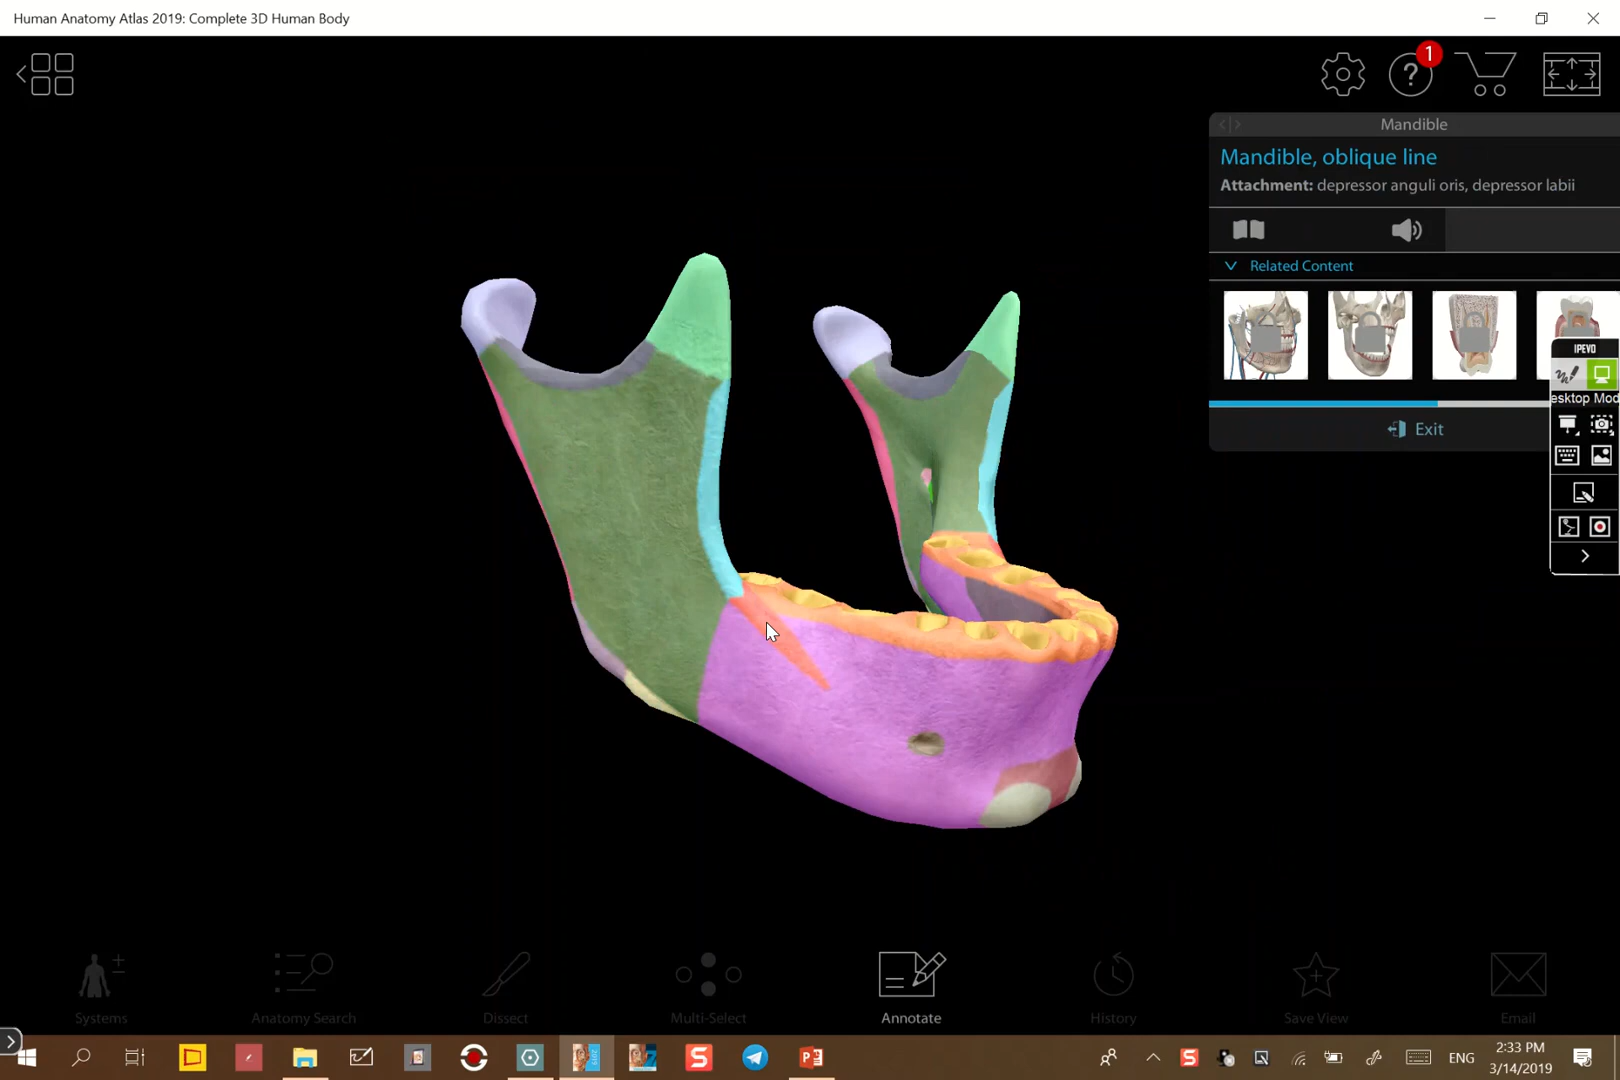 Human Anatomy Atlas 2019: Complete 3D Human Body
1
Mandible
Mandible, oblique line
Attachment: depressor anguli oris, depressor labii
Related Content
IPEVO
esktop Mod
Exit
Systems
Anatomy Search
Dissect
Multi-Select
Annotate
History
Save View
Email
ENG
2:33 PM
3/14/2019